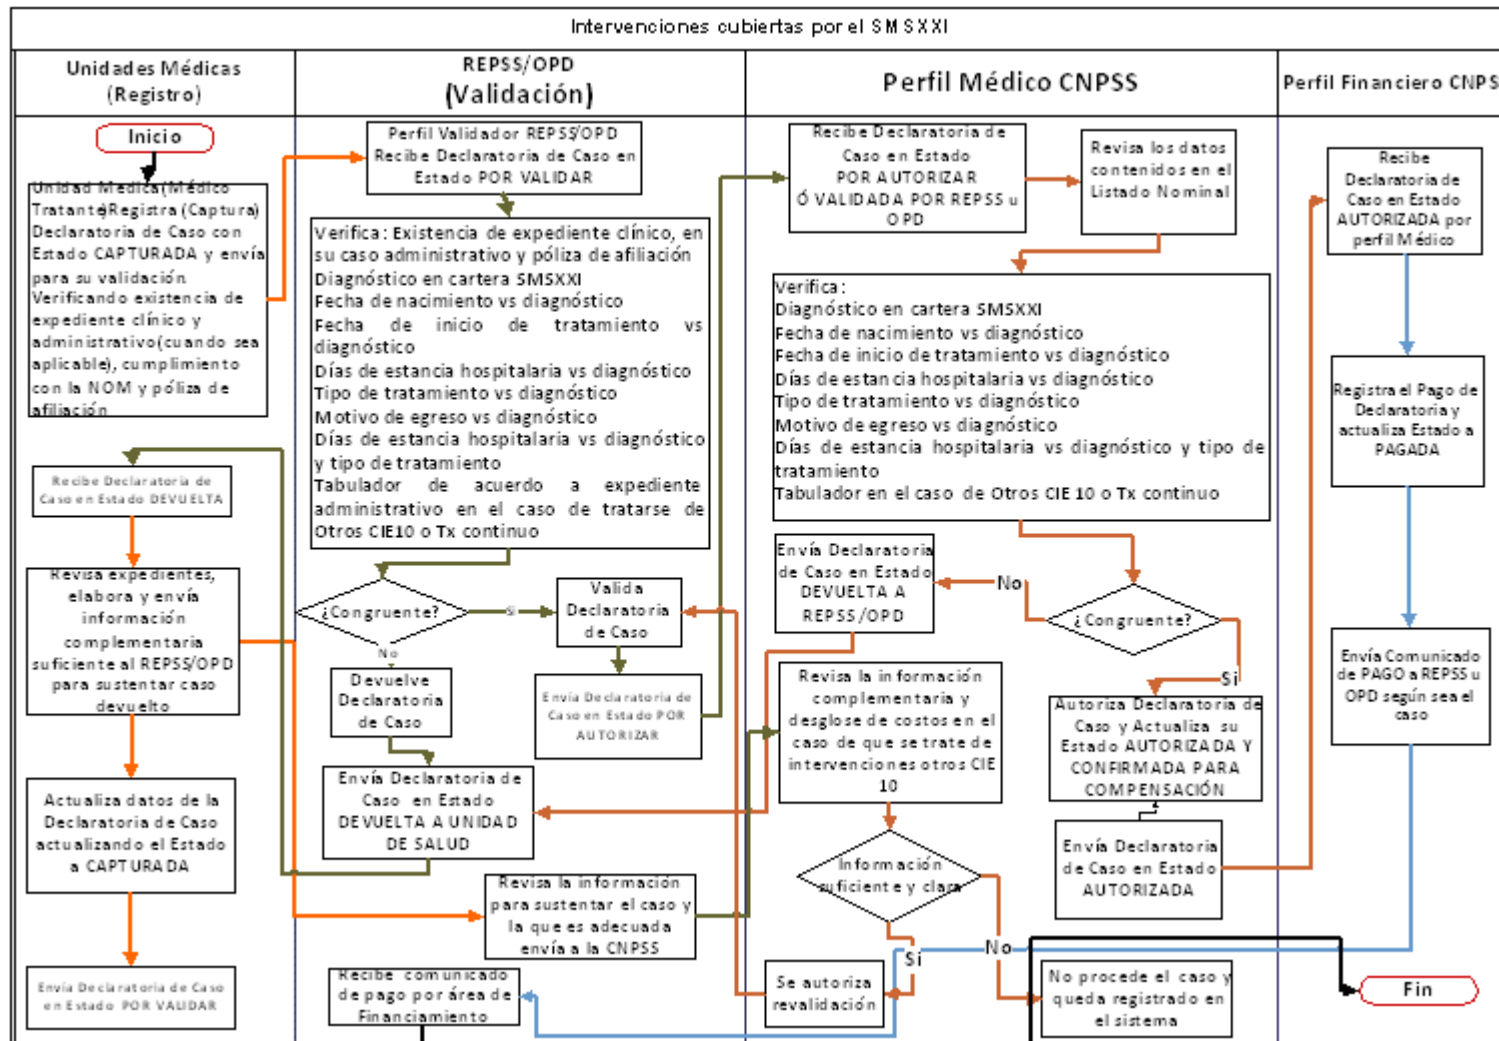 Intervenciones cubiertas por el SMSXXI
Unidades Médicas
(Registro)
REPSS/OPD
(Validación)
Perfil Médico CNPSS
Perfil Financiero CNPS
Inicio
Unidad Medica(Médico
Tratante)Registra (Captura)
Declaratoria de Caso con
Estado CAPTURADA y envía
para su validación
Verificando existencia de
expediente clínico y
administrativo(cuando sea
aplicable), cumplimiento
con la NOM y póliza de
afiliación
Recibe Declaratoria de
Caso en Estado DEVUELTA
Revisa expedientes,
elabora y envía
información
complementaria
suficiente al REPSS/OPD
para sustentar caso
devuelto
Actualiza datos de la
Declaratoria de Caso
actualizando el Estado
a CAPTURADA
Envía Declaratoria de Caso
en Estado POR VALIDAR
Perfil Validador REPSS/OPD
Recibe Declaratoria de Caso en
Estado POR VALIDAR
Verifica: Existencia de expediente clínico, en
su caso administrativo y póliza de afiliación
Diagnóstico en cartera SMSXXI
Fecha de nacimiento vs diagnóstico
Fecha de inicio de tratamiento vs
diagnóstico
Días de estancia hospitalaria vs diagnóstico
Tipo de tratamiento vs diagnóstico
Motivo de egreso vs diagnóstico
Días de estancia hospitalaria vs diagnóstico
y tipo de tratamiento
Tabulador de acuerdo a expediente
administrativo en el caso de tratarse de
Otros CIE10 o Tx continuo
¿Congruente?
Si
No
Valida
Declaratoria
de Caso
Devuelve
Declaratoria
de Caso
Envía Declaratoria de
Caso en Estado POR
AUTORIZAR
Envía Declaratoria de
Caso en Estado
DEVUELTA A UNIDAD
DE SALUD
Revisa la información
para sustentar el caso y
la que es adecuada
envía a la CNPSS
Recibe comunicado
de pago por área de
Financiamiento
Recibe Declaratoria de
Caso en Estado
POR AUTORIZAR
Ó VALIDADA POR REPSS u
OPD
Revisa los datos
contenidos en el
Listado Nominal
Verifica:
Diagnóstico en cartera SMSXXI
Fecha de nacimiento vs diagnóstico
Fecha de inicio de tratamiento vs diagnóstico
Días de estancia hospitalaria vs diagnóstico
Tipo de tratamiento vs diagnóstico
Motivo de egreso vs diagnóstico
Días de estancia hospitalaria vs diagnóstico y tipo de
tratamiento
Tabulador en el caso de Otros CIE 10 o Tx continuo
Envía Declaratoria
de Caso en Estado
DEVUELTA A
REPSS/OPD
No
¿Congruente?
Si
Revisa la información
complementaria y
desglose de costos en el
caso de que se trate de
intervenciones otros CIE
10
Autoriza Declaratoria de
Caso y Actualiza su
Estado AUTORIZADA Y
CONFIRMADA PARA
COMPENSACIÓN
Envía Declaratoria
de Caso en Estado
AUTORIZADA
Información
suficiente y clara
Si
No
Se autoriza
revalidación
No procede el caso y
queda registrado en
el sistema
Recibe
Declaratoria de
Caso en Estado
AUTORIZADA por
perfil Médico
Registra el Pago de
Declaratoria y
actualiza Estado a
PAGADA
Envía Comunicado
de PAGO a REPSS u
OPD según sea el
caso
Fin